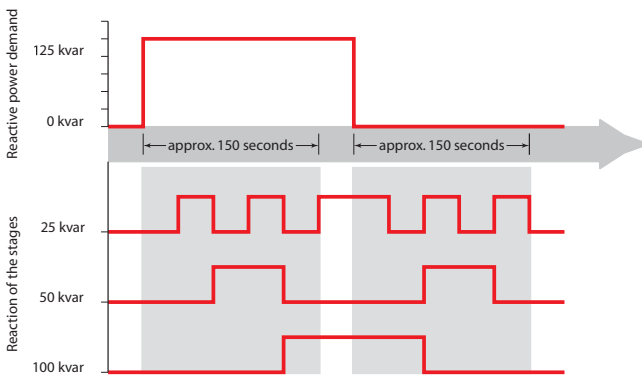 Reactive power demand
125 kvar
0 kvar
approx. 150 seconds
approx. 150 seconds
Reaction of the stages
25 kvar
50 kvar
100 kvar